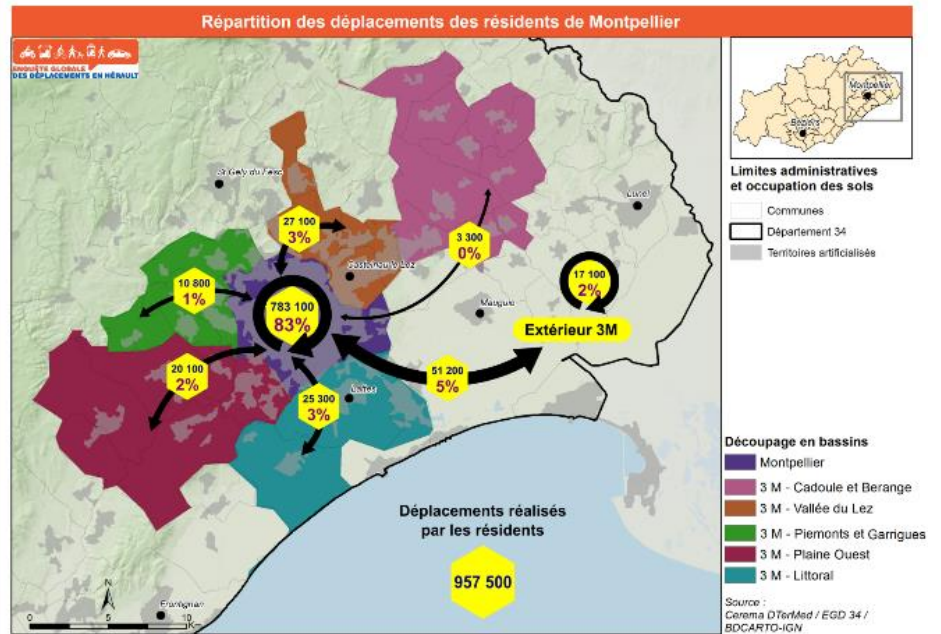 Répartition des déplacements des résidents de Montpellier
ENQUÊTE GLOBALE
DES DÉPLACEMENTS EN HÉRAULT
St Gely du Fesc
27 100
3%
3 300
0%
Lunel
10 800
1%
Castelnau le Lez
17 100
2%
783 100
83%
Mauguio
Extérieur 3M
20 100
2%
51 200
5%
25 300
3%
Lattes
Déplacements réalisés
par les résidents
957 500
N
Frontignan
0 5 10
Km
Montpellier
Béziers
Limites administratives
et occupation des sols
Communes
Département 34
Territoires artificialisés
Découpage en bassins
Montpellier
3 M - Cadoule et Berange
3 M - Vallée du Lez
3 M - Piemonts et Garrigues
3 M - Plaine Ouest
3 M - Littoral
Source :
Cerema DTerMed / EGD 34 /
BDCARTO-IGN